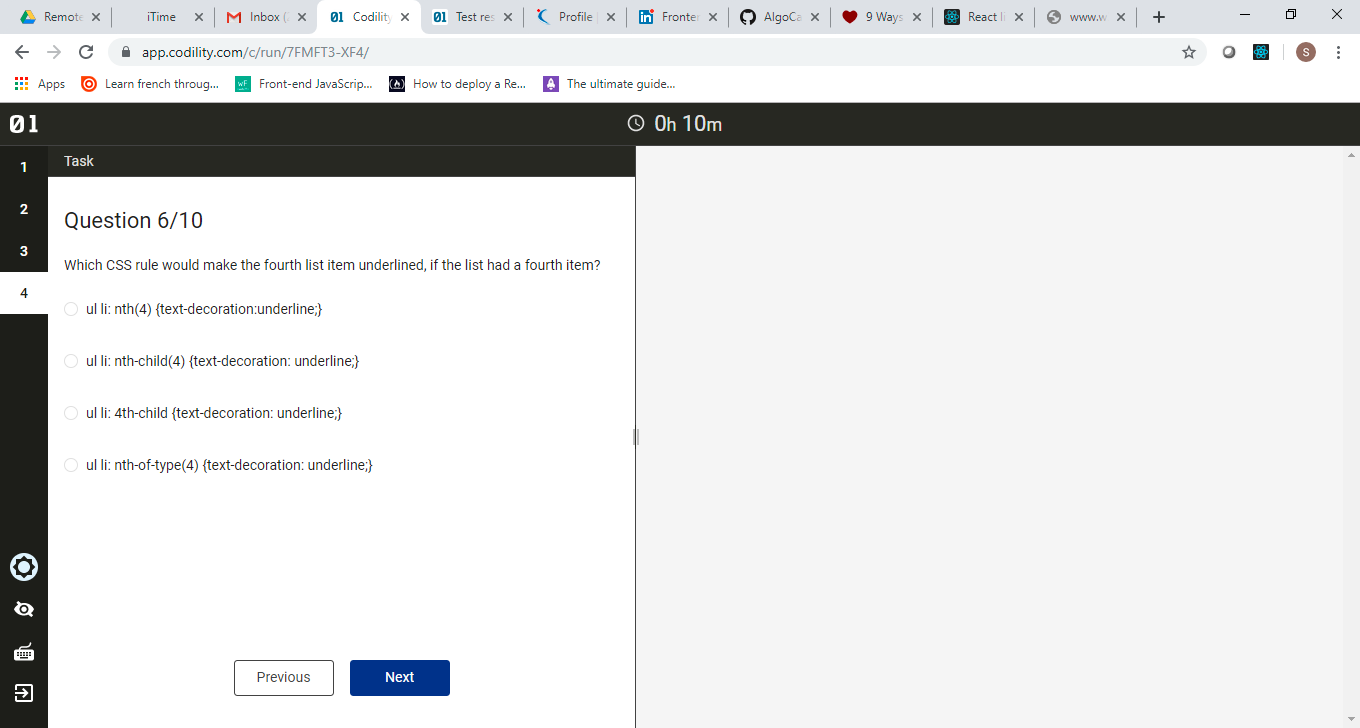 Remote
iTime
Inbox (
Codility
Test res
Profile
Fronten
AlgoCa
9 Ways
React li
www.w
app.codility.com/c/run/7FMFT3-XF4/
S
Apps
Learn french throug...
Front-end JavaScrip...
How to deploy a Re...
The ultimate guide...
01
0h 10m
1
2
3
4
Task
Question 6/10
Which CSS rule would make the fourth list item underlined, if the list had a fourth item?
ul li: nth(4) {text-decoration:underline;}
ul li: nth-child(4) {text-decoration: underline;}
ul li: 4th-child {text-decoration: underline;}
ul li: nth-of-type(4) {text-decoration: underline;}
Previous
Next